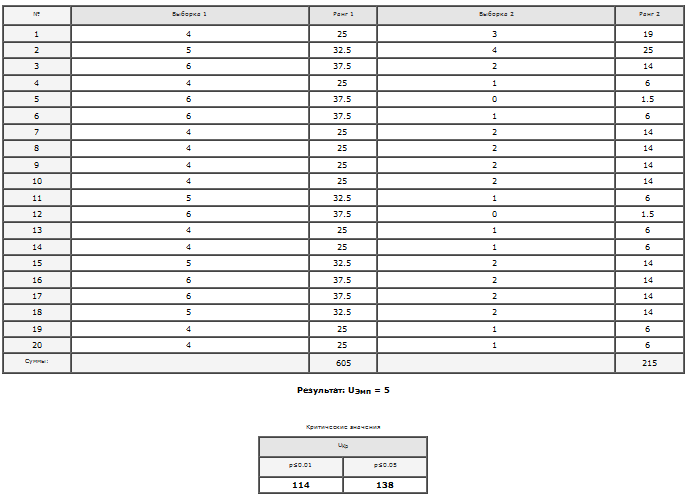 № Выборка 1 Ранг 1 Выборка 2 Ранг 2
1 4 25 3 19
2 5 32.5 4 25
3 6 37.5 2 14
4 4 25 1 6
5 6 37.5 0 1.5
6 6 37.5 1 6
7 4 25 2 14
8 4 25 2 14
9 4 25 2 14
10 4 25 2 14
11 5 32.5 1 6
12 6 37.5 0 1.5
13 4 25 1 6
14 4 25 1 6
15 5 32.5 2 14
16 6 37.5 2 14
17 6 37.5 2 14
18 5 32.5 2 14
19 4 25 1 6
20 4 25 1 6
Суммы: 605 215
Результат: UЭмп = 5
Критические значения
UКр
p≤0.01 p≤0.05
114 138